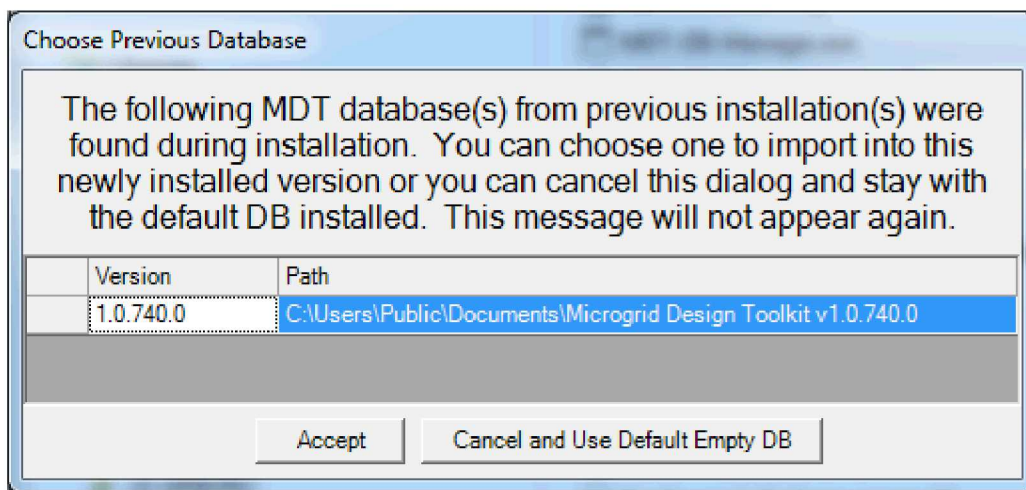 Choose Previous Database
The following MDT database(s) from previous installation(s) were
found during installation.  You can choose one to import into this
newly installed version or you can cancel this dialog and stay with
the default DB installed.  This message will not appear again.
Version Path
1.0.740.0 C:\Users\Public\Documents\Microgrid Design Toolkit v1.0.740.0
Accept Cancel and Use Default Empty DB